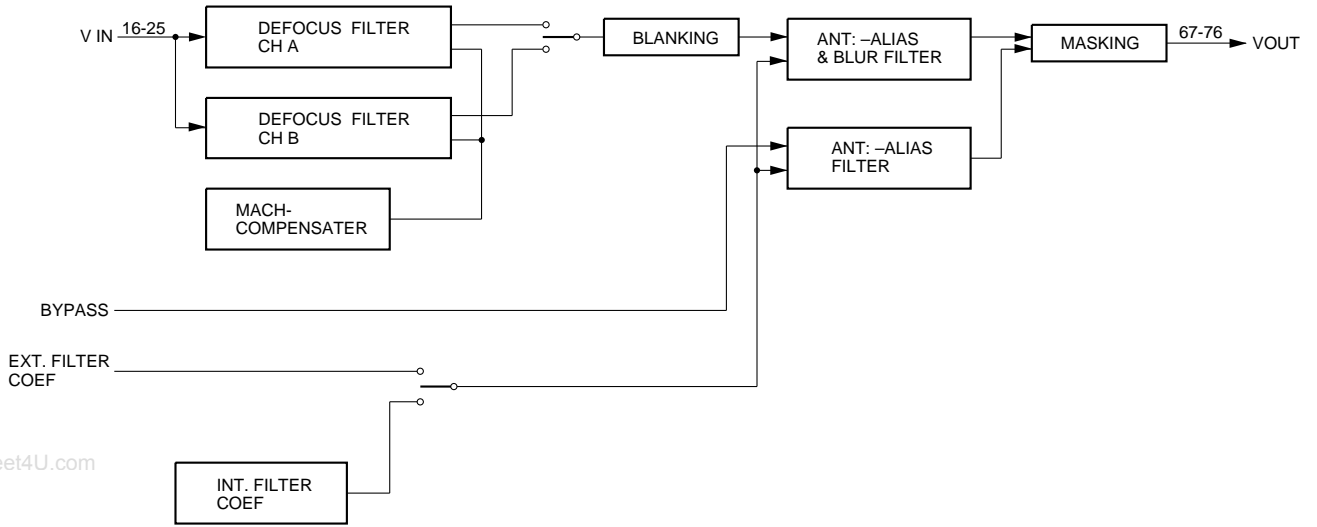 V IN
16-25
DEFOCUS FILTER
CH A
DEFOCUS FILTER
CH B
MACH-
COMPENSATER
BLANKING
ANT: –ALIAS
& BLUR FILTER
ANT: –ALIAS
FILTER
MASKING
67-76
VOUT
BYPASS
EXT. FILTER
COEF
INT. FILTER
COEF
eet4U.com